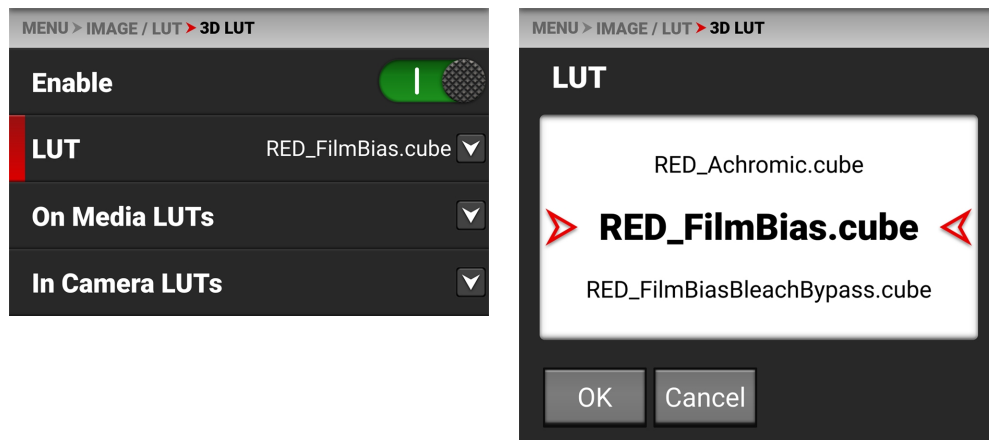 MENU > IMAGE / LUT > 3D LUT
Enable
LUT RED_FilmBias.cube
On Media LUTs
In Camera LUTs
MENU > IMAGE / LUT > 3D LUT
LUT
RED_Achromic.cube
RED_FilmBias.cube
RED_FilmBiasBleachBypass.cube
OK Cancel